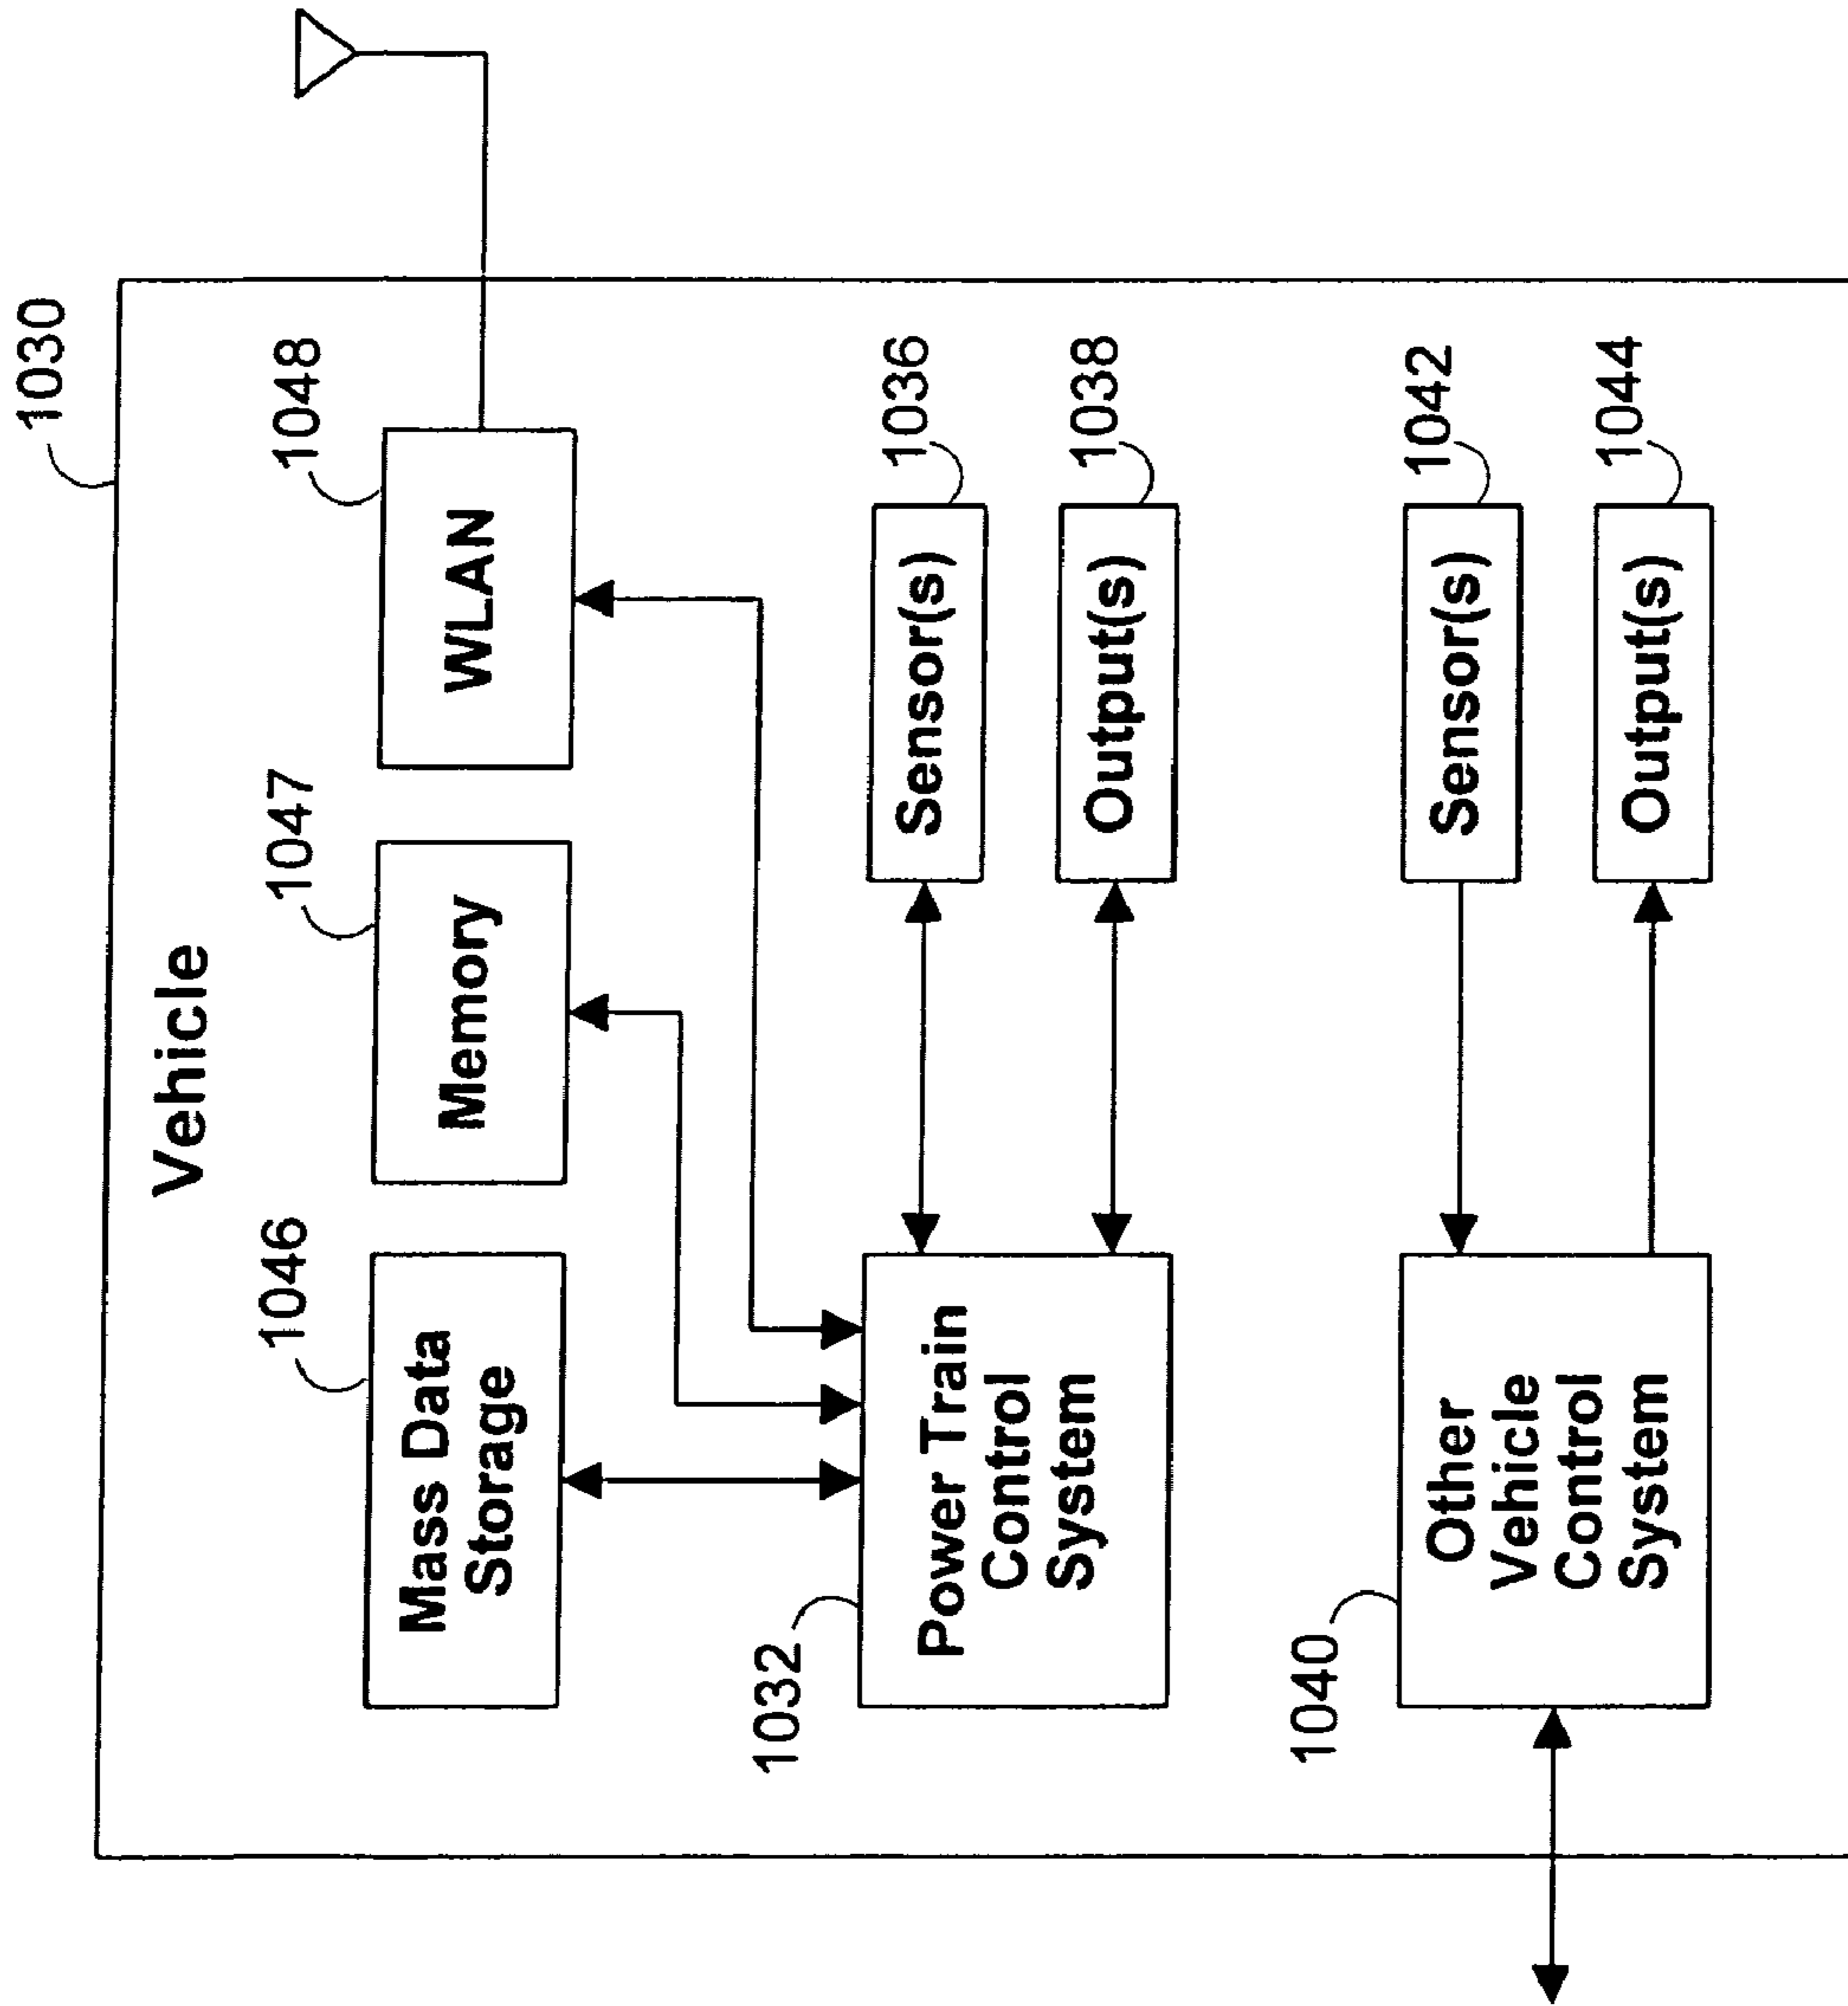 1030
Vehicle
1046
1047
1048
Mass Data
Storage
Memory
WLAN
1032
Power Train
Control
System
Sensor(s)
1036
Output(s)
1038
1040
Other
Vehicle
Control
System
Sensor(s)
1042
Output(s)
1044